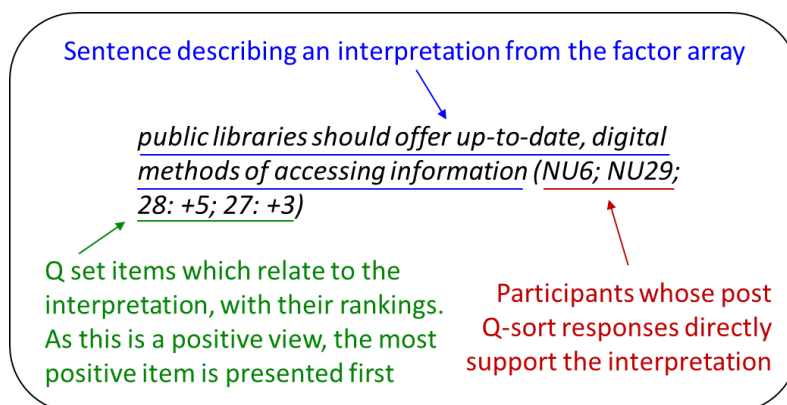 Sentence describing an interpretation from the factor array
public libraries should offer up-to-date, digital
methods of accessing information (NU6; NU29;
28: +5; 27: +3)
Q set items which relate to the
interpretation, with their rankings.
As this is a positive view, the most
positive item is presented first
Participants whose post
Q-sort responses directly
support the interpretation